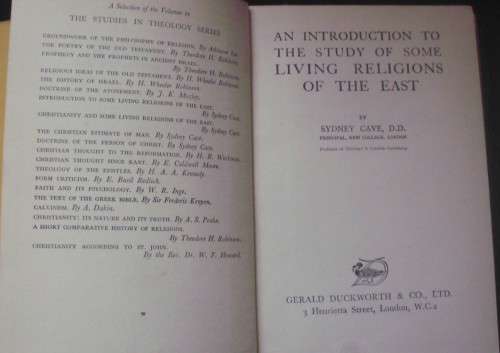 A Selection of the Volumes in
THE STUDIES IN THEOLOGY SERIES
GROUNDWORK OF THE PHILOSOPHY OF RELIGION. By Atkinson Lee.
THE POETRY OF THE OLD TESTAMENT. By Theodore H. Robinson.
PROPHECY AND THE PROPHETS IN ANCIENT ISRAEL.
By Theodore H. Robinson.
RELIGIOUS IDEAS OF THE OLD TESTAMENT. By H. Wheeler Robinson.
THE HISTORY OF ISRAEL. By H. Wheeler Robinson.
DOCTRINE OF THE ATONEMENT. By J. K. Mozley.
INTRODUCTION TO SOME LIVING RELIGIONS OF THE EAST.
By Sydney Cave.
CHRISTIANITY AND SOME LIVING RELIGIONS OF THE EAST.
By Sydney Cave.
THE CHRISTIAN ESTIMATE OF MAN. By Sydney Cave.
DOCTRINE OF THE PERSON OF CHRIST. By Sydney Cave.
CHRISTIAN THOUGHT TO THE REFORMATION. By H. B. Workman.
CHRISTIAN THOUGHT SINCE KANT. By E. Caldwell Moore.
THEOLOGY OF THE EPISTLES. By H. A. A. Kennedy.
FORM CRITICISM. By E. Basil Redlich.
FAITH AND ITS PSYCHOLOGY. By W. R. Inge.
THE TEXT OF THE GREEK BIBLE. By Sir Frederic Kenyon.
CALVINISM. By A. Dakin.
CHRISTIANITY: ITS NATURE AND ITS TRUTH. By A. S. Peake.
A SHORT COMPARATIVE HISTORY OF RELIGIONS.
By Theodore H. Robinson.
CHRISTIANITY ACCORDING TO ST. JOHN.
By the Rev. Dr. W. F. Howard.
AN INTRODUCTION TO
THE STUDY OF SOME
LIVING RELIGIONS
OF THE EAST
BY
SYDNEY CAVE, D.D.
PRINCIPAL, NEW COLLEGE, LONDON
GERALD DUCKWORTH & CO., LTD.
3 Henrietta Street, London, W.C.2